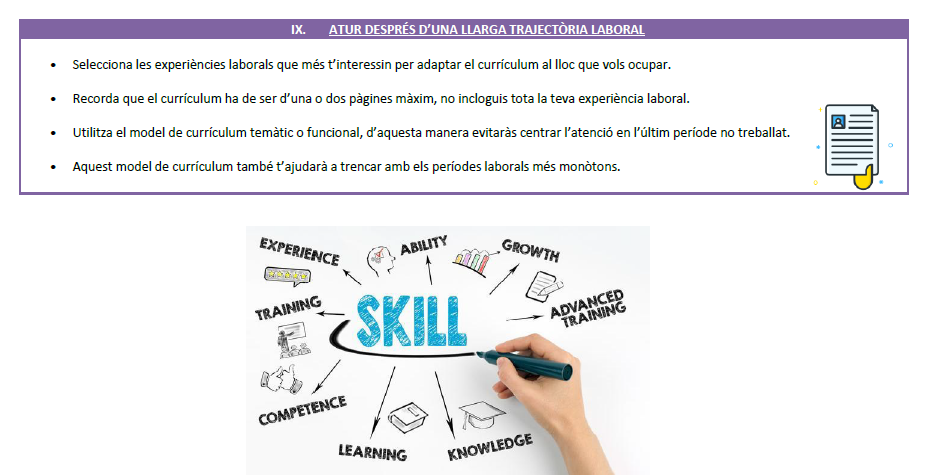 IX. ATUR DESPRÉS D’UNA LLARGA TRAJECTÒRIA LABORAL
• Selecciona les experiències laborals que més t’interessin per adaptar el currículum al lloc que vols ocupar.
• Recorda que el currículum ha de ser d’una o dos pàgines màxim, no incloguis tota la teva experiència laboral.
• Utilitza el model de currículum temàtic o funcional, d’aquesta manera evitaràs centrar l’atenció en l’últim període no treballat.
• Aquest model de currículum també t’ajudarà a trencar amb els períodes laborals més monòtons.
EXPERIENCE
ABILITY
GROWTH
TRAINING
SKILL
ADVANCED
TRAINING
COMPETENCE
LEARNING
KNOWLEDGE